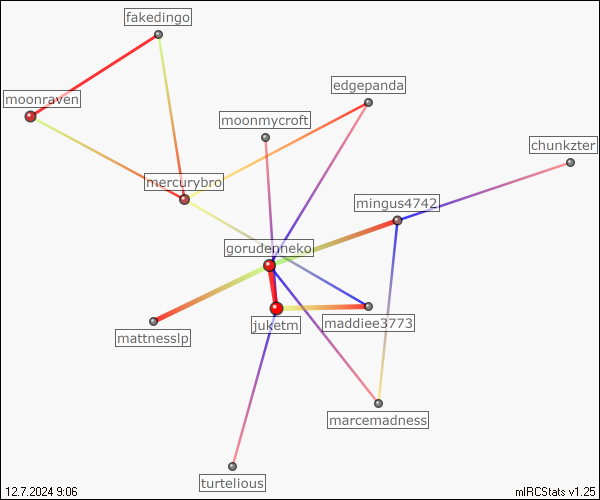 fakedingo
edgepanda
moonraven
moonmycroft
chunkzter
mercurybro
mingus4742
gorudenneko
juketm
maddiee3773
mattnesslp
marcemadness
turtelious
12.7.2024 9:06
mIRCStats v1.25